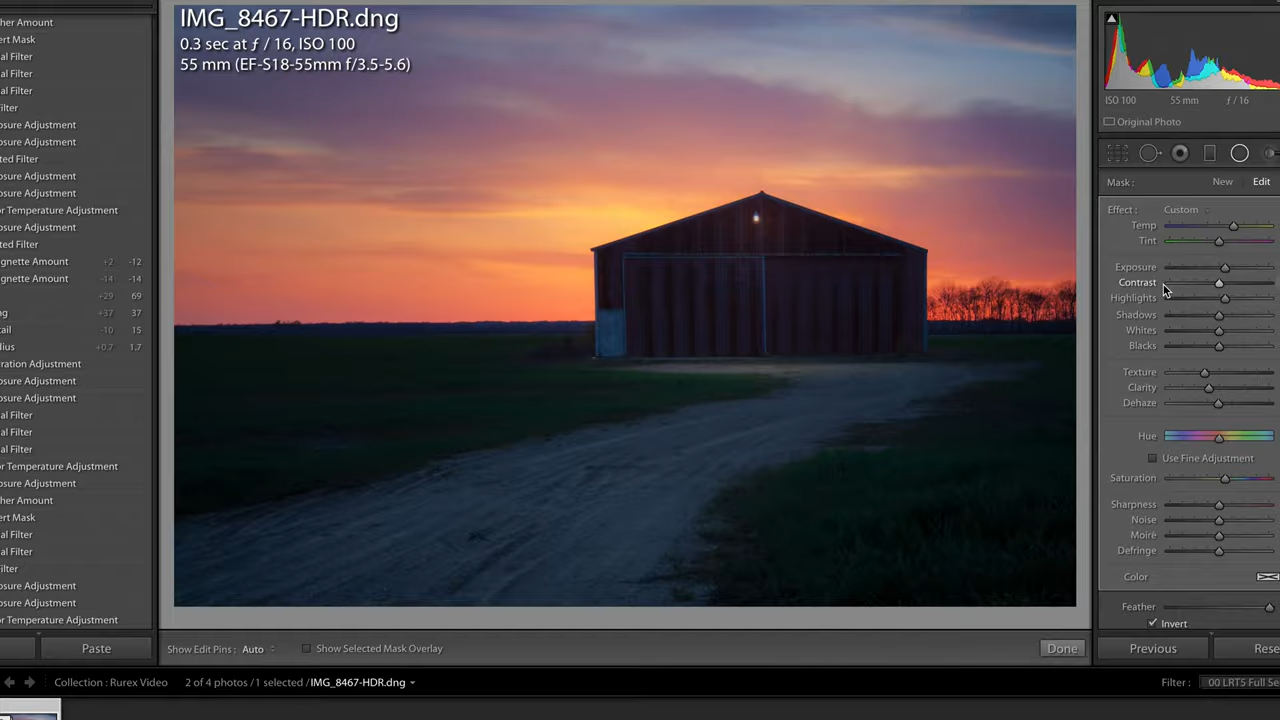 IMG_8467-HDR.dng
0.3 sec at ƒ / 16, ISO 100
55 mm (EF-S18-55mm f/3.5-5.6)
her Amount
ert Mask
al Filter
al Filter
al Filter
ilter
osure Adjustment
osure Adjustment
ted Filter
osure Adjustment
osure Adjustment
or Temperature Adjustment
osure Adjustment
ted Filter
gnette Amount +2 -12
gnette Amount -14 -14
+29 69
ng +37 37
tail -10 15
dius +0.7 1.7
ration Adjustment
osure Adjustment
osure Adjustment
al Filter
al Filter
al Filter
or Temperature Adjustment
osure Adjustment
her Amount
ert Mask
al Filter
al Filter
ilter
osure Adjustment
osure Adjustment
or Temperature Adjustment
Paste
Show Edit Pins : Auto
Show Selected Mask Overlay
Done
ISO 100 55 mm ƒ / 16
Original Photo
Mask : New Edit
Effect : Custom
Temp
Tint
Exposure
Contrast
Highlights
Shadows
Whites
Blacks
Texture
Clarity
Dehaze
Hue
Use Fine Adjustment
Saturation
Sharpness
Noise
Moire
Defringe
Color
Feather
Invert
Previous
Rese
Collection : Rurex Video 2 of 4 photos /1 selected /IMG_8467-HDR.dng
Filter : 00 LRT5 Full Se